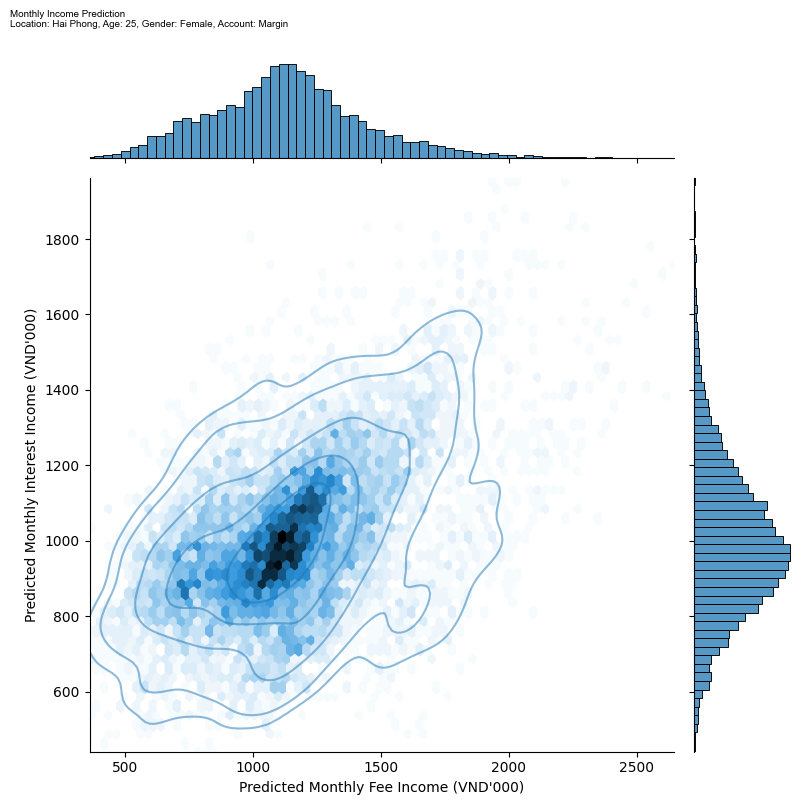 Monthly Income Prediction
Location: Hai Phong, Age: 25, Gender: Female, Account: Margin
1800
1600
1400
1200
1000
800
600
Predicted Monthly Interest Income (VND'000)
500 1000 1500 2000 2500
Predicted Monthly Fee Income (VND'000)